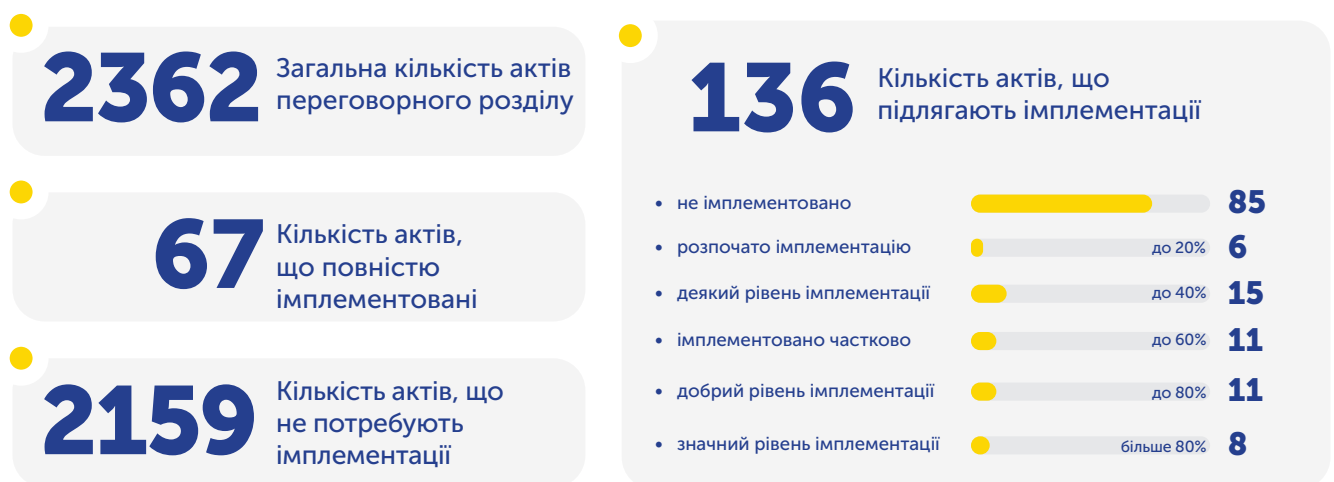 2362
Загальна кількість актів
переговорного розділу
67
Кількість актів,
що повністю
імплементовані
2159
Кількість актів, що
не потребують
імплементації
136
Кількість актів, що
підлягають імплементації
• не імплементовано 85
• розпочато імплементацію до 20% 6
• деякий рівень імплементації до 40% 15
• імплементовано частково до 60% 11
• добрий рівень імплементації до 80% 11
• значний рівень імплементації більше 80% 8